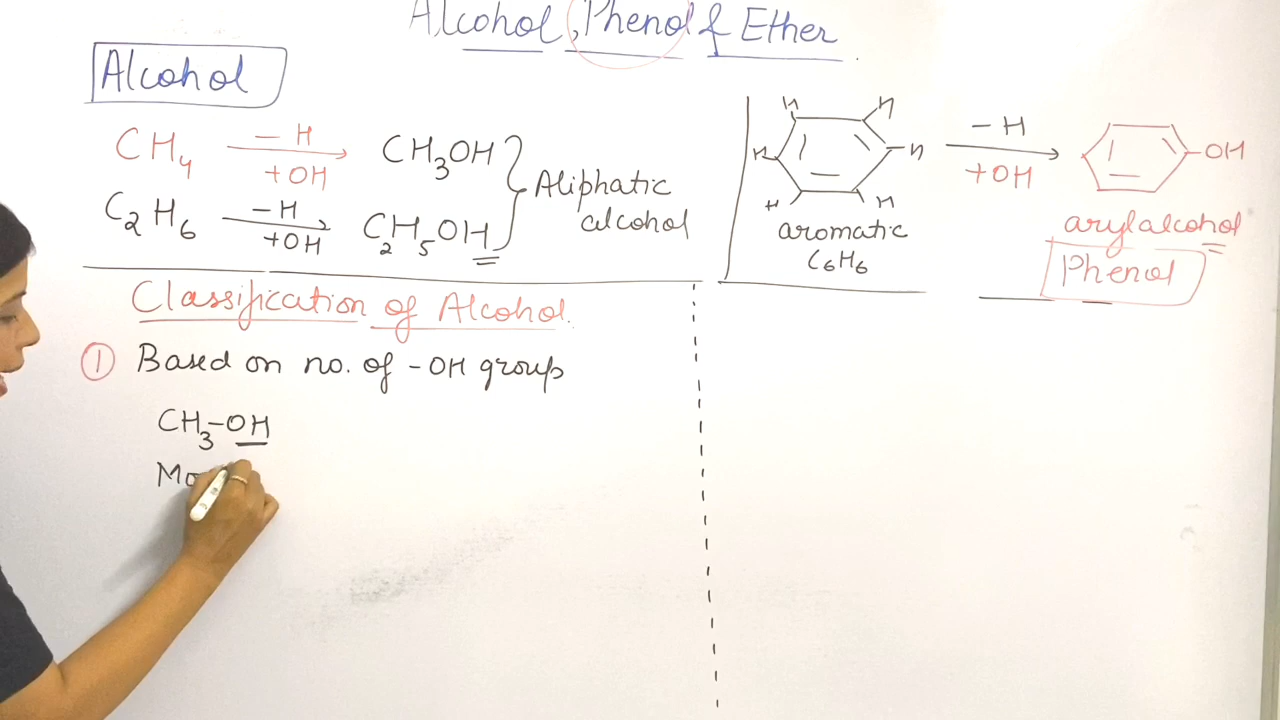 Alcohol, Phenol & Ether
Alcohol
CH₄ — H + OH CH₃OH
C₂H₆ — H + OH C₂H₅OH
Aliphatic
alcohol
H H H H H H
aromatic
C₆H₆
— H
+ OH
OH
arylalcohol
Phenol
Classification of Alcohol.
① Based on no. of - OH group
CH₃-OH